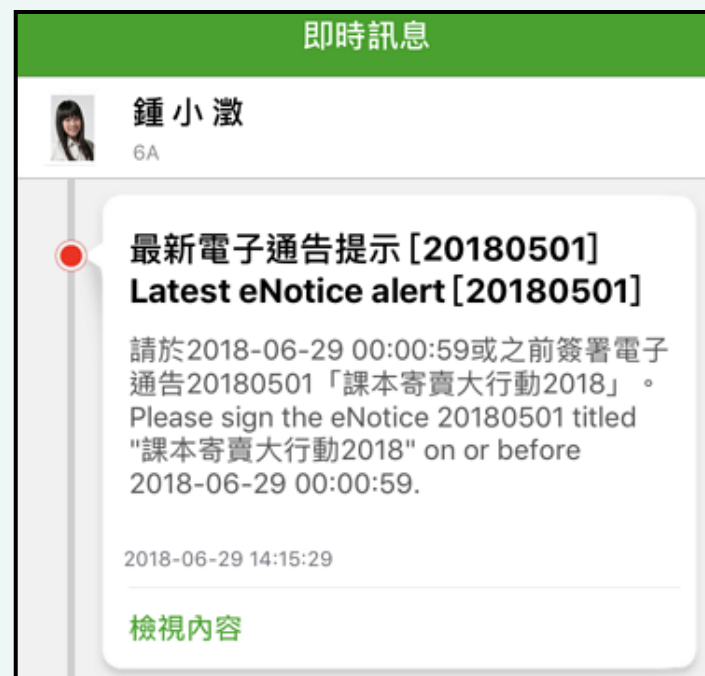 即時訊息
鍾小澂
6A
最新電子通告提示[20180501]
Latest eNotice alert[20180501]
請於2018-06-29 00:00:59或之前簽署電子
通告20180501「課本寄賣大行動2018」。
Please sign the eNotice 20180501 titled
"課本寄賣大行動2018" on or before
2018-06-29 00:00:59.
2018-06-29 14:15:29
檢視內容